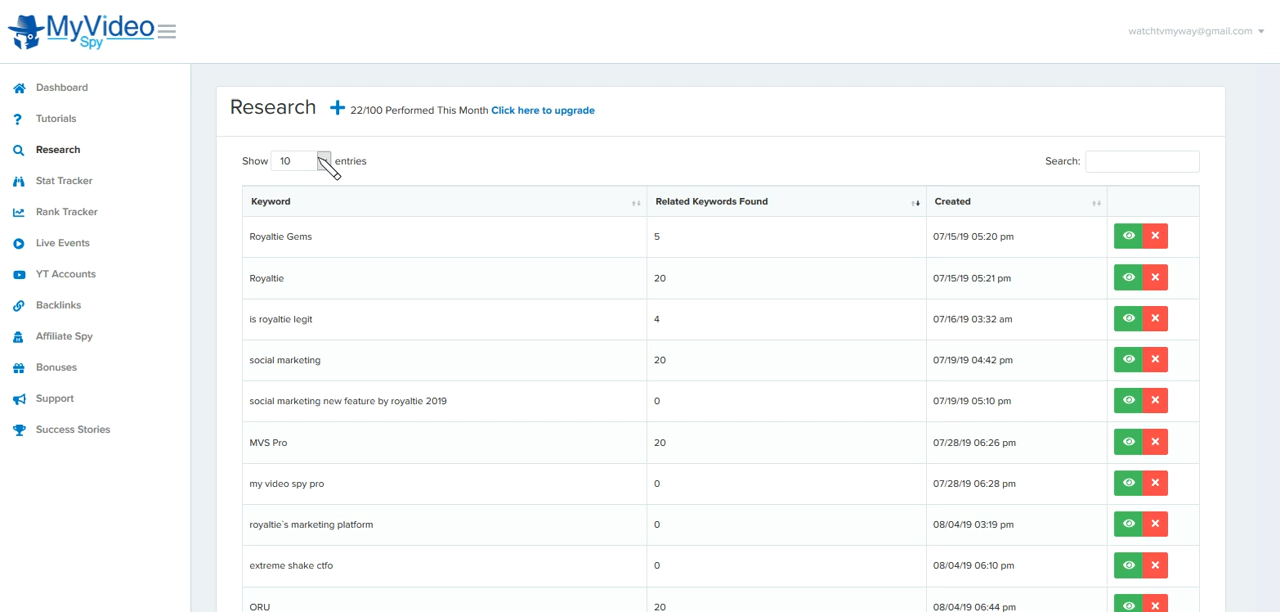 MyVideo
Spy
watchtvmyway@gmail.com
Dashboard
Tutorials
Research
Stat Tracker
Rank Tracker
Live Events
YT Accounts
Backlinks
Affiliate Spy
Bonuses
Support
Success Stories
Research 22/100 Performed This Month Click here to upgrade
Show 10 entries Search:
Keyword Related Keywords Found Created
Royaltie Gems 5 07/15/19 05:20 pm
Royaltie 20 07/15/19 05:21 pm
is royaltie legit 4 07/16/19 03:32 am
social marketing 20 07/19/19 04:42 pm
social marketing new feature by royaltie 2019 0 07/19/19 05:10 pm
MVS Pro 20 07/28/19 06:26 pm
my video spy pro 0 07/28/19 06:28 pm
royaltie`s marketing platform 0 08/04/19 03:19 pm
extreme shake ctfo 0 08/04/19 06:10 pm
ORU 20 08/04/19 06:44 pm